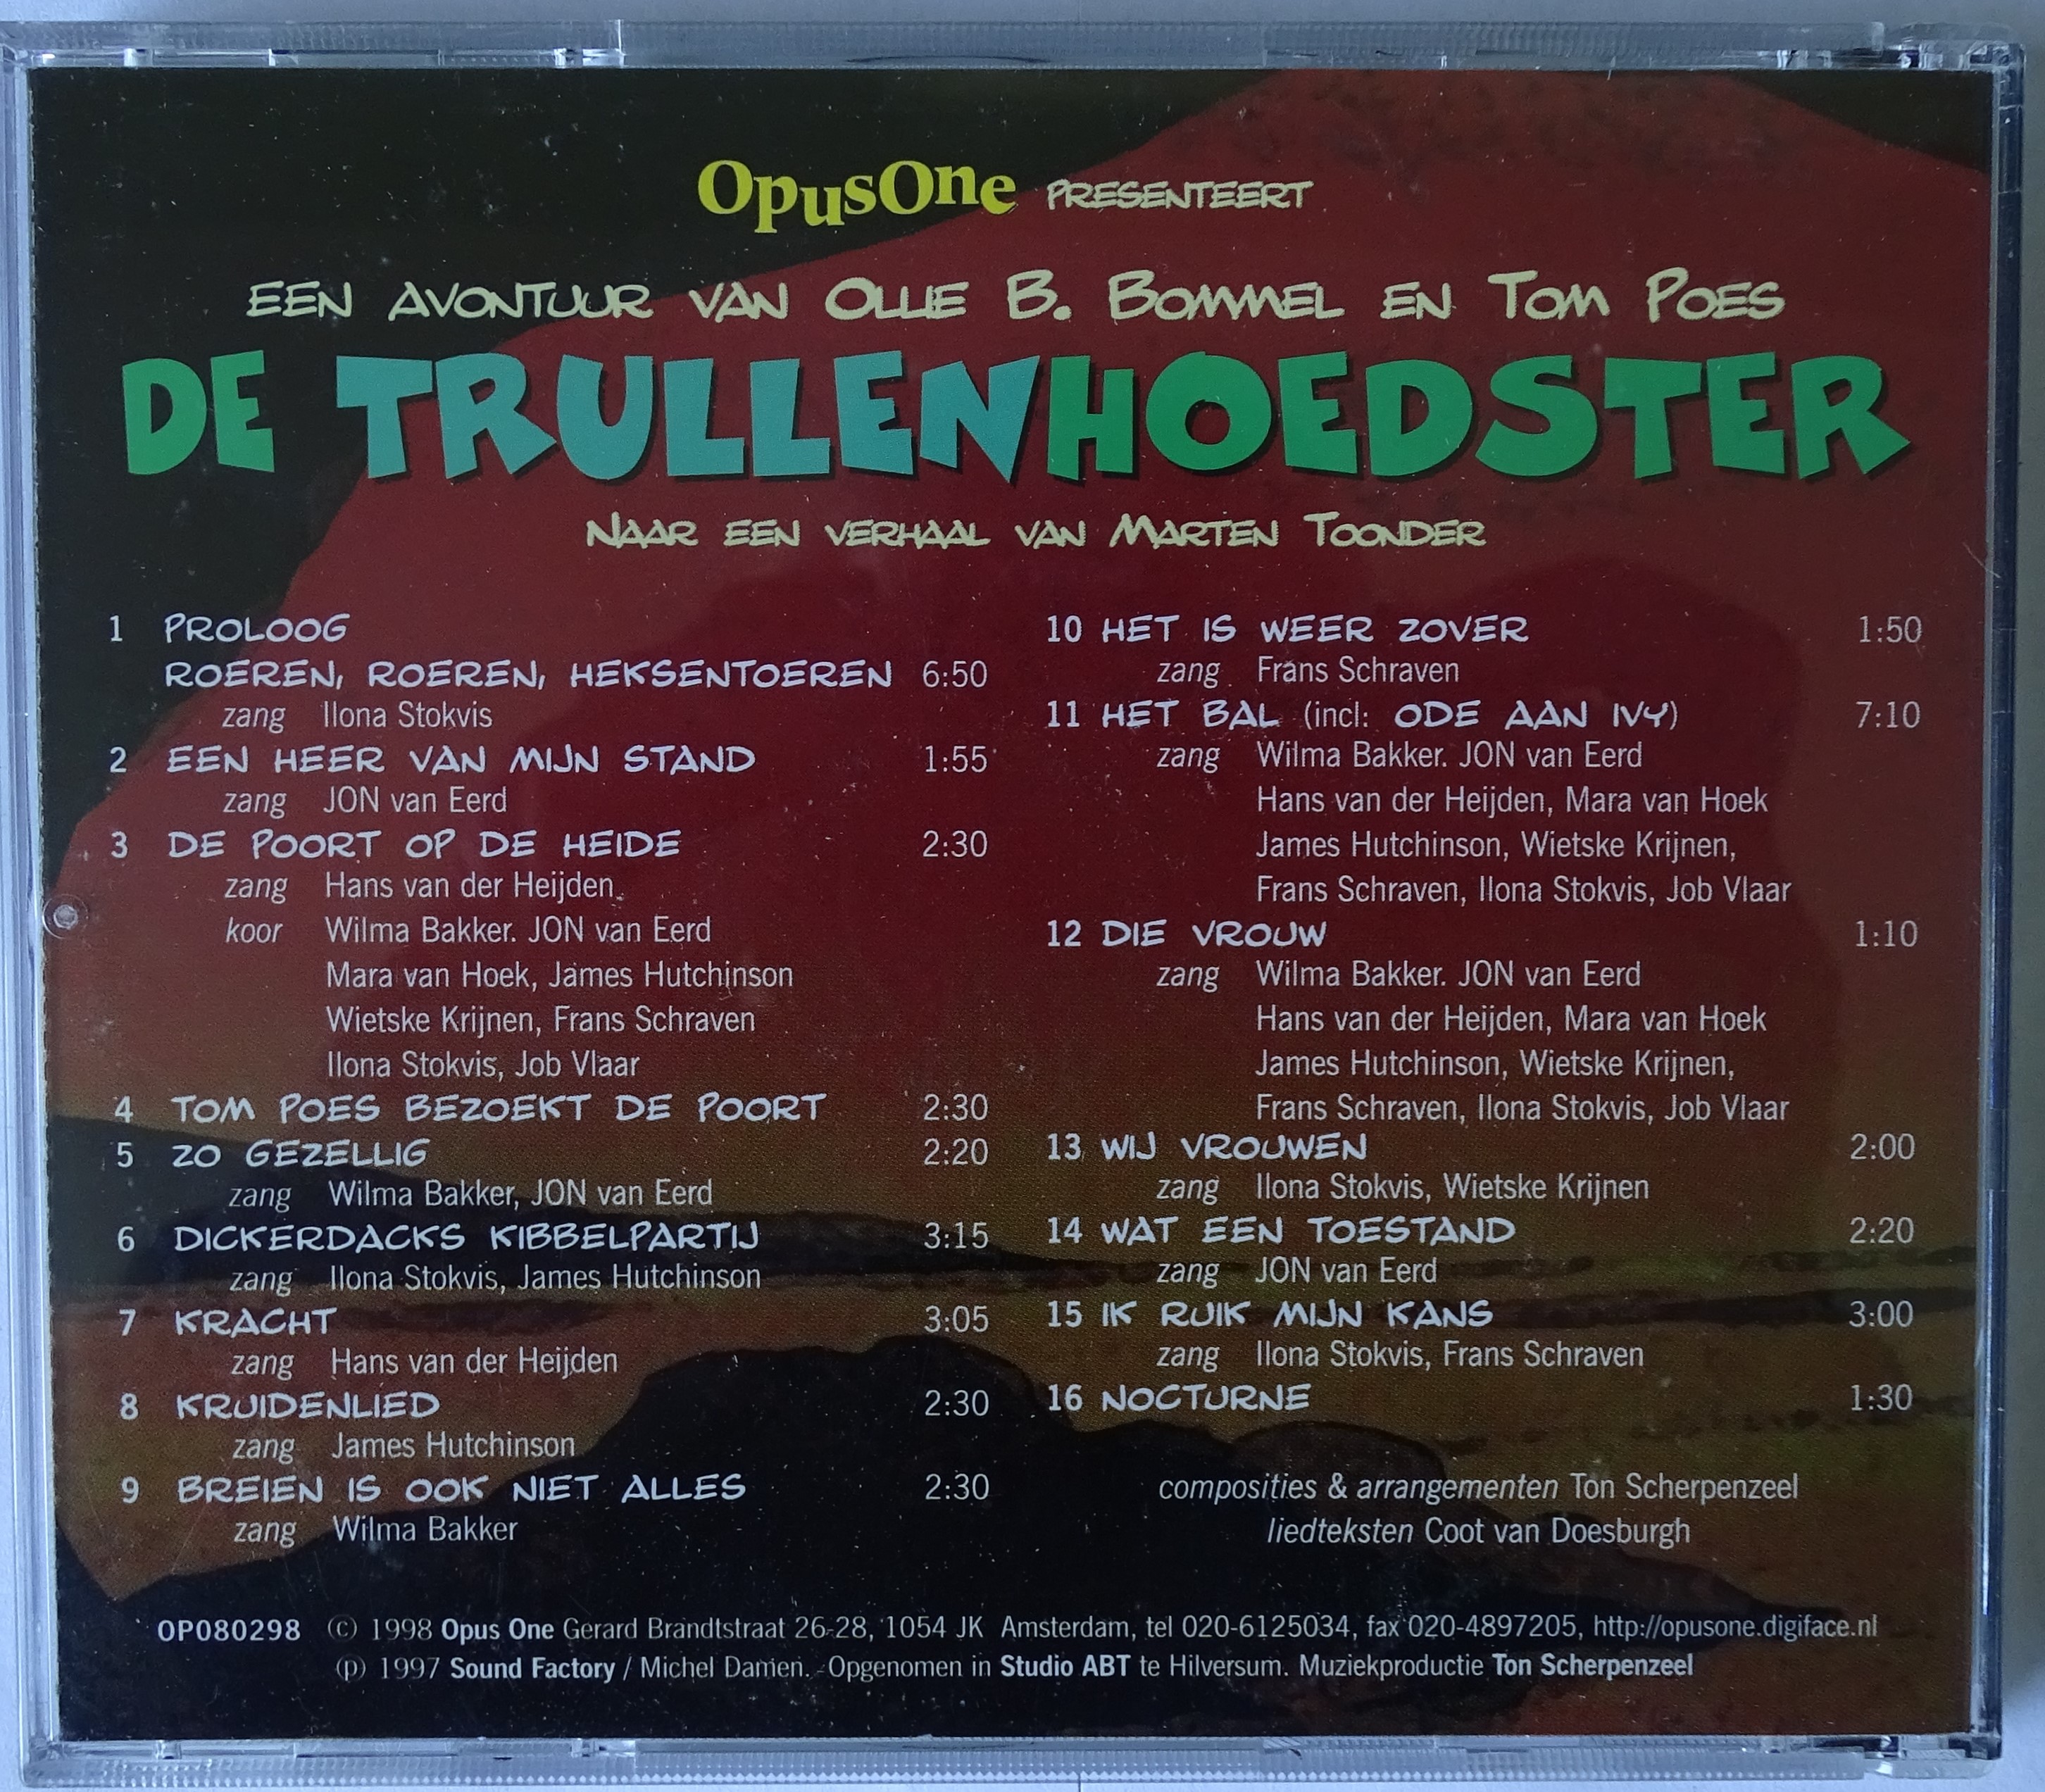 OpusOne PRESENTEERT
EEN AVONTUUR VAN OLLIE B. BOMMEL EN TOM POES
DE TRULLENHOEDSTER
NAAR EEN VERHAAL VAN MARTEN TOONDER
1 PROLOOG
ROEREN, ROEREN, HEKSENTOEREN 6:50
zang Ilona Stokvis
2 EEN HEER VAN MIJN STAND 1:55
zang JON van Eerd
3 DE POORT OP DE HEIDE 2:30
zang Hans van der Heijden
koor Wilma Bakker. JON van Eerd
Mara van Hoek, James Hutchinson
Wietske Krijnen, Frans Schraven
Ilona Stokvis, Job Vlaar
4 TOM POES BEZOEKT DE POORT 2:30
5 ZO GEZELLIG 2:20
zang Wilma Bakker, JON van Eerd
6 DICKERDACKS KIBBELPARTIJ 3:15
zang Ilona Stokvis, James Hutchinson
7 KRACHT 3:05
zang Hans van der Heijden
8 KRUIDENLIED 2:30
zang James Hutchinson
9 BREIEN IS OOK NIET ALLES 2:30
zang Wilma Bakker
10 HET IS WEER ZOVER 1:50
zang Frans Schraven
11 HET BAL (incl: ODE AAN IVY) 7:10
zang Wilma Bakker. JON van Eerd
Hans van der Heijden, Mara van Hoek
James Hutchinson, Wietske Krijnen,
Frans Schraven, Ilona Stokvis, Job Vlaar
12 DIE VROUW 1:10
zang Wilma Bakker. JON van Eerd
Hans van der Heijden, Mara van Hoek
James Hutchinson, Wietske Krijnen,
Frans Schraven, Ilona Stokvis, Job Vlaar
13 WIJ VROUWEN 2:00
zang Ilona Stokvis, Wietske Krijnen
14 WAT EEN TOESTAND 2:20
zang JON van Eerd
15 IK RUIK MIJN KANS 3:00
zang Ilona Stokvis, Frans Schraven
16 NOCTURNE 1:30
composities & arrangementen Ton Scherpenzeel
liedteksten Coot van Doesburgh
OP080298 © 1998 Opus One Gerard Brandtstraat 26-28, 1054 JK Amsterdam, tel 020-6125034, fax 020-4897205, http://opusone.digiface.nl
℗ 1997 Sound Factory / Michel Damen. Opgenomen in Studio ABT te Hilversum. Muziekproductie Ton Scherpenzeel